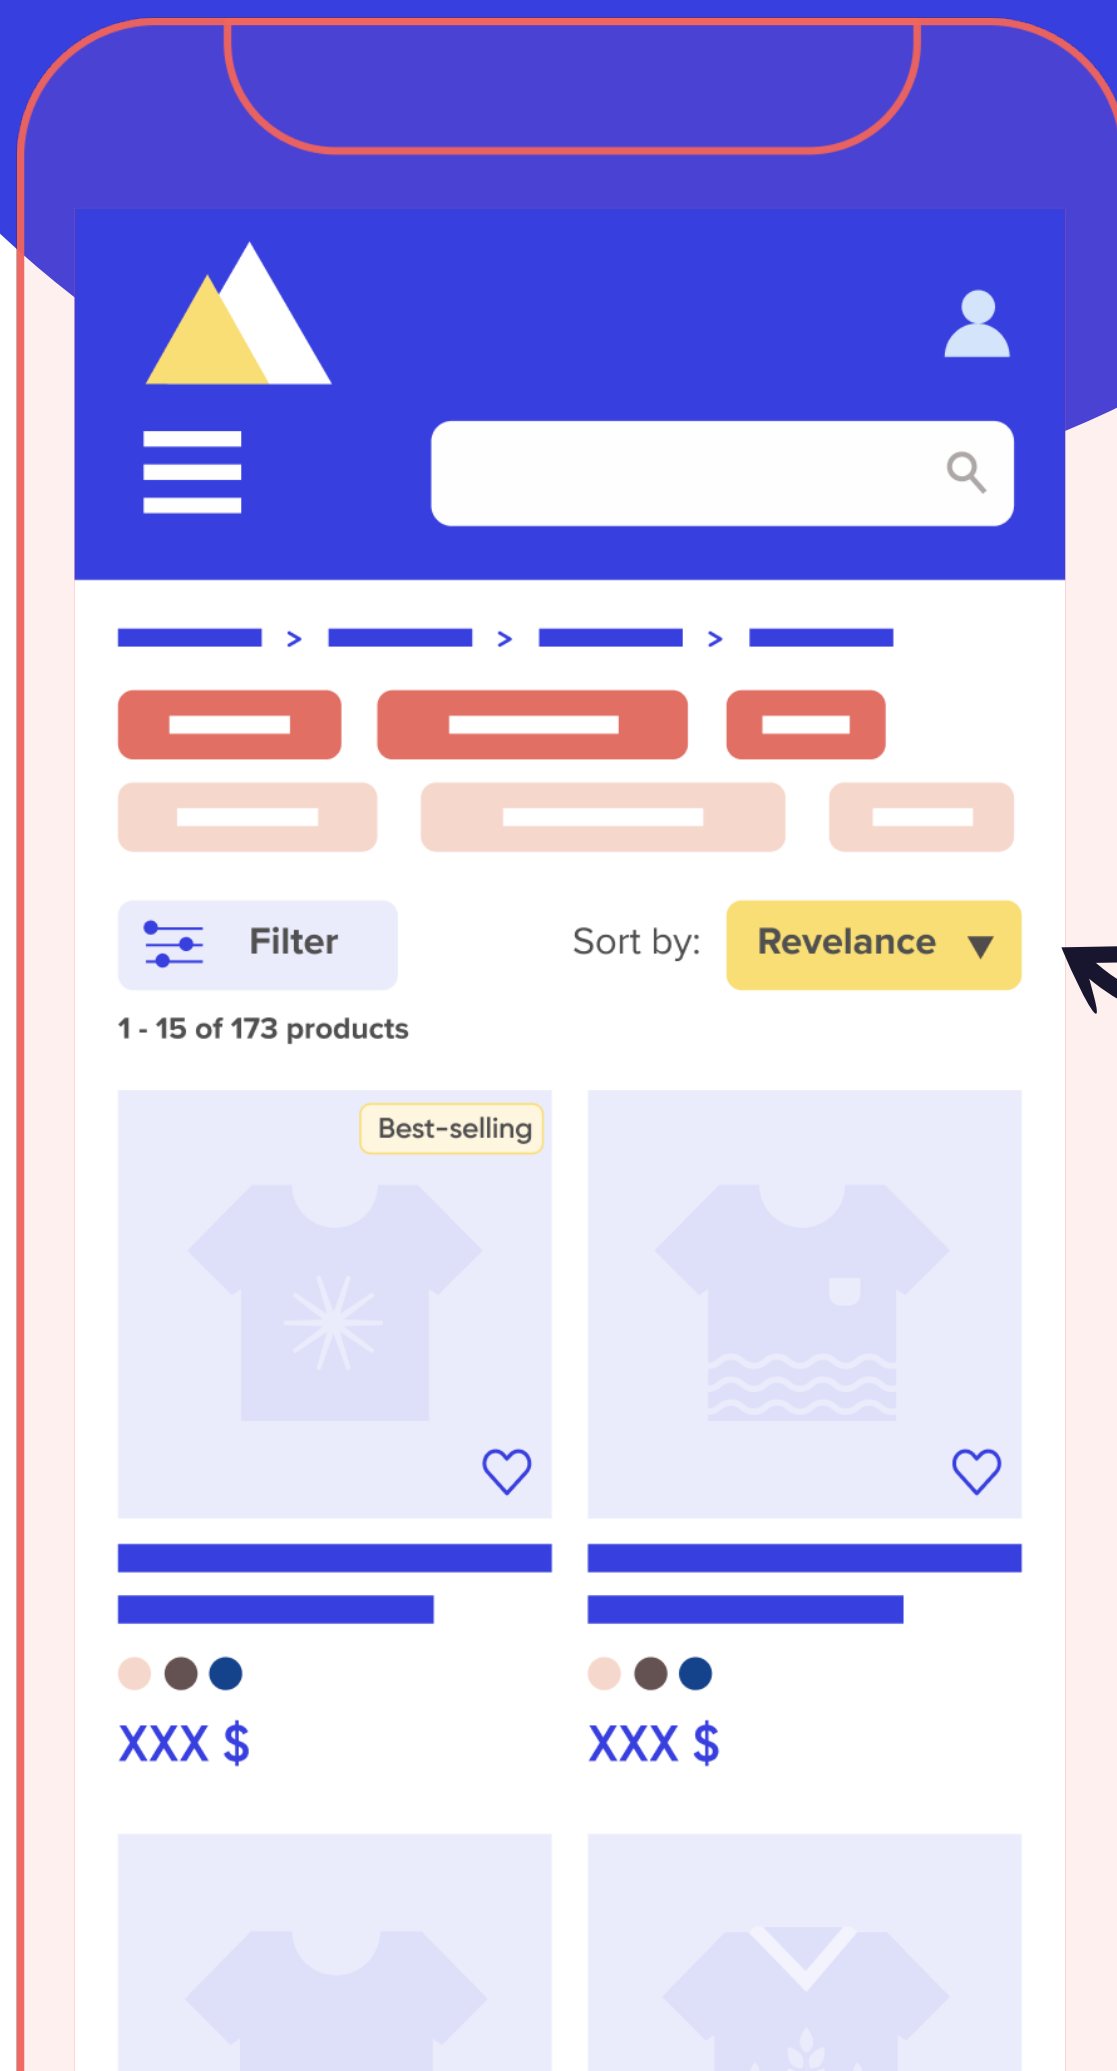 > > >
Filter Sort by: Revelance ▼
1 - 15 of 173 products
Best-selling
XXX $ XXX $